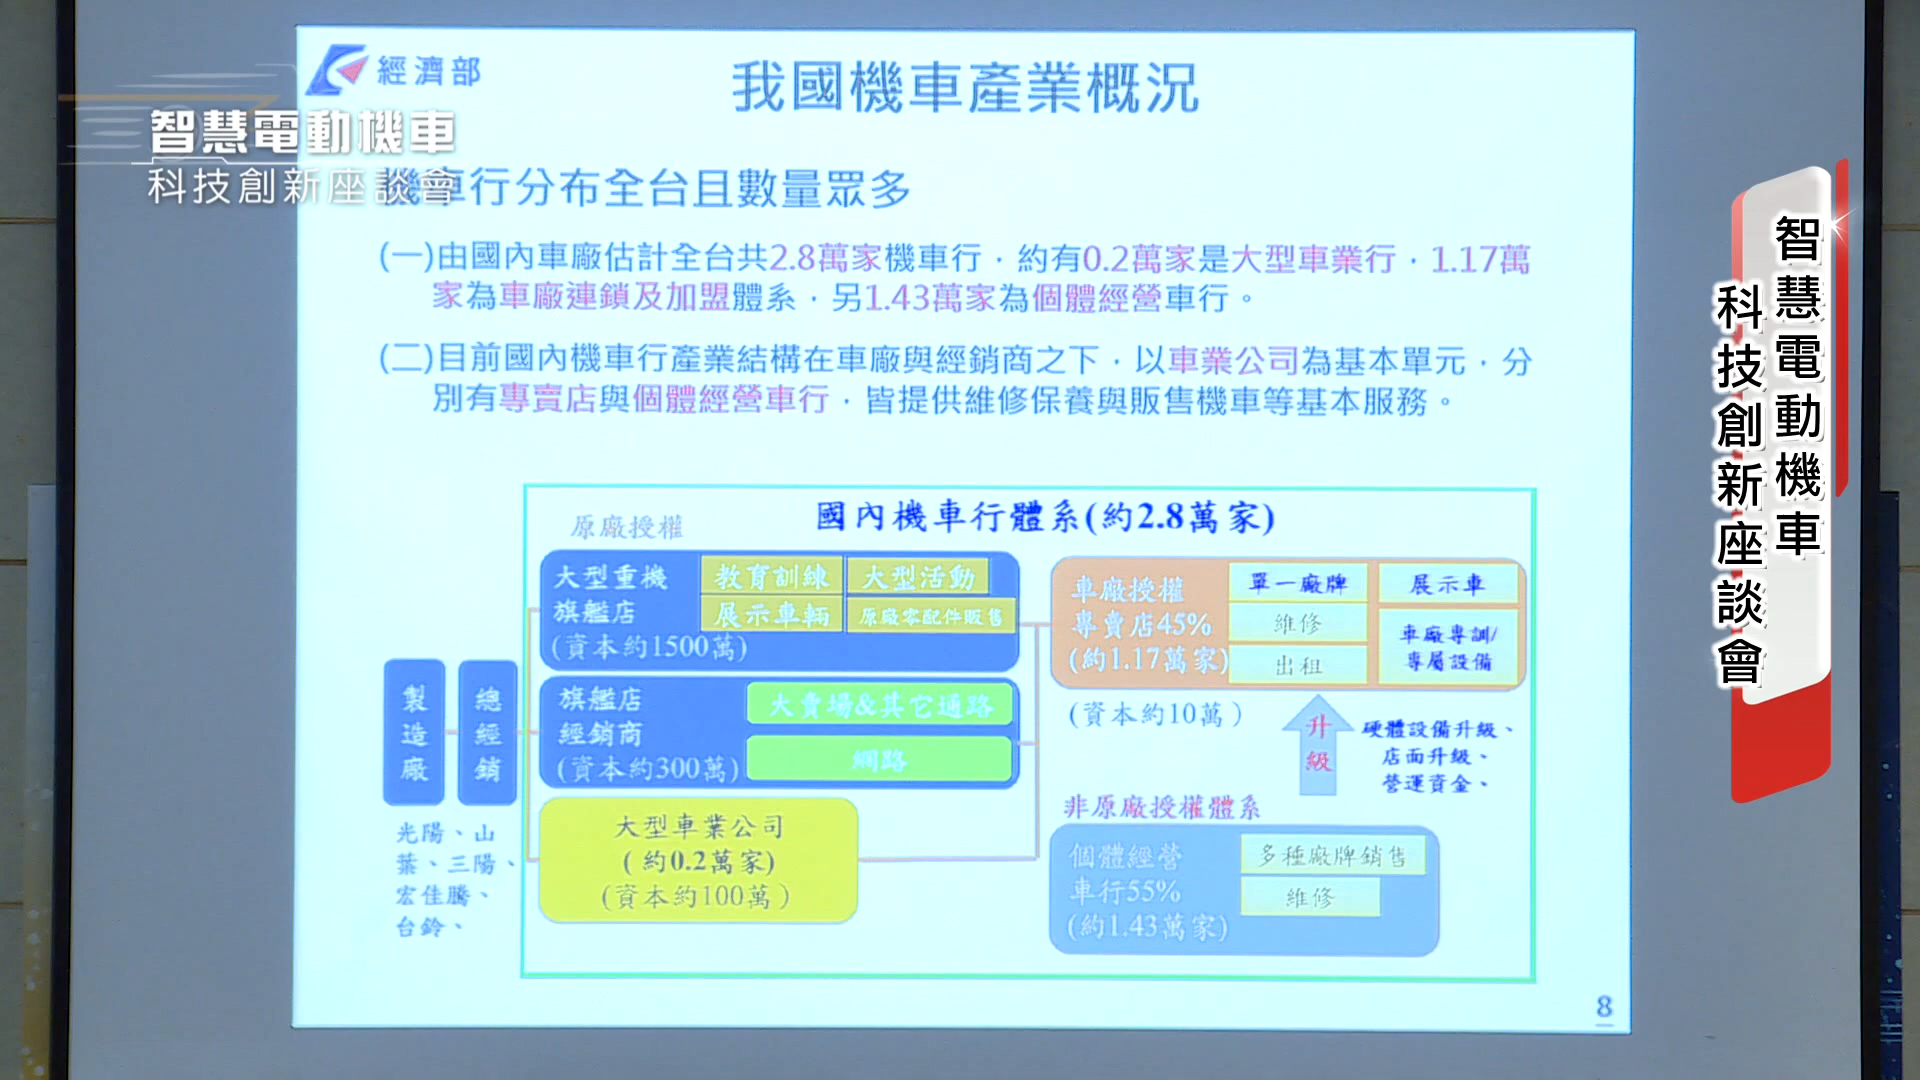 經濟部
我國機車產業概況
智慧電動機車
科技創新座談會
機車行分布全台且數量眾多
(一)由國內車廠估計全台共2.8萬家機車行，約有0.2萬家是大型車業行，1.17萬
家為車廠連鎖及加盟體系，另1.43萬家為個體經營車行。
(二)目前國內機車行產業結構在車廠與經銷商之下，以車業公司為基本單元，分
別有專賣店與個體經營車行，皆提供維修保養與販售機車等基本服務。
國內機車行體系(約2.8萬家)
原廠授權
大型重機
旗艦店
(資本約1500萬)
教育訓練
大型活動
展示車輛
原廠零配件販售
旗艦店
經銷商
(資本約300萬)
大賣場&其它通路
網路
大型車業公司
(約0.2萬家)
(資本約100萬)
製造廠
總經銷
光陽、山
葉、三陽、
宏佳騰、
台鈴、
車廠授權
專賣店45%
(約1.17萬家)
單一廠牌
維修
出租
展示車
車廠專訓/
專屬設備
(資本約10萬)
升級
硬體設備升級、
店面升級、
營運資金、
非原廠授權體系
個體經營
車行55%
(約1.43萬家)
多種廠牌銷售
維修
8
智慧電動機車
科技創新座談會